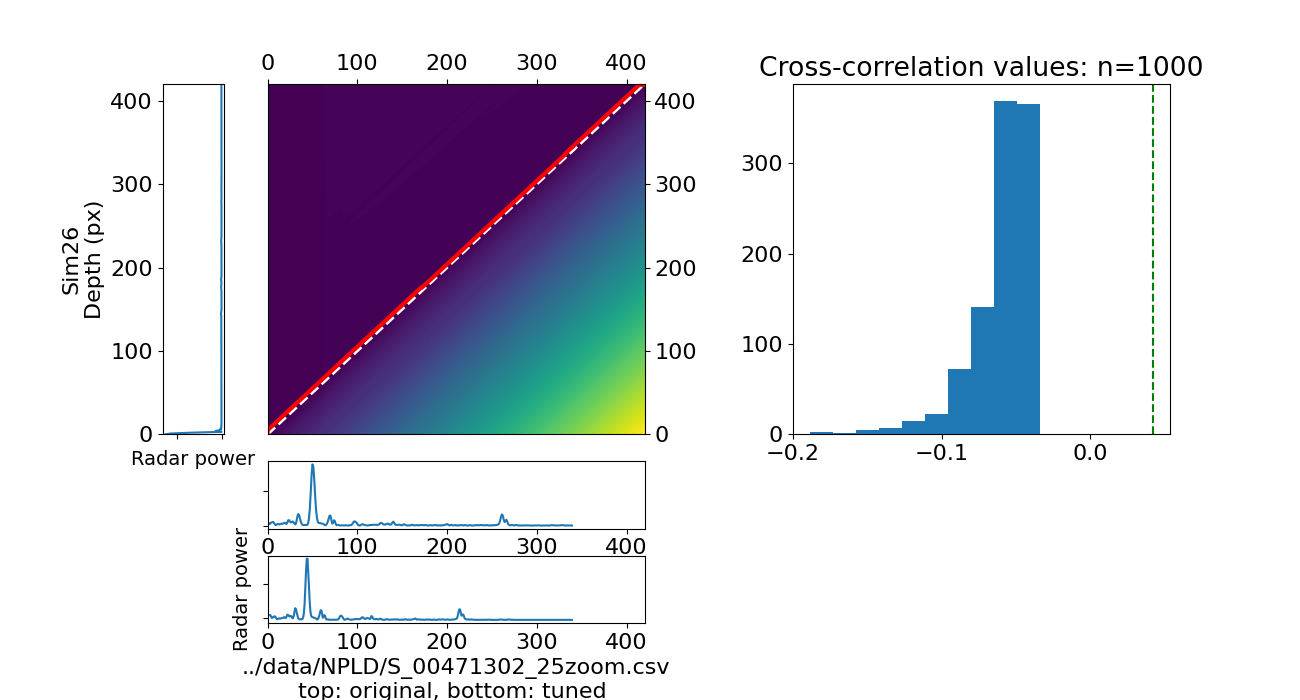 0 100 200 300 400
Cross-correlation values: n=1000
400
300
200
100
0
Sim26
Depth (px)
Radar power
400
300
200
100
0
300
200
100
0
−0.2 −0.1 0.0
0 100 200 300 400
Radar power
0 100 200 300 400
../data/NPLD/S_00471302_25zoom.csv
top: original, bottom: tuned